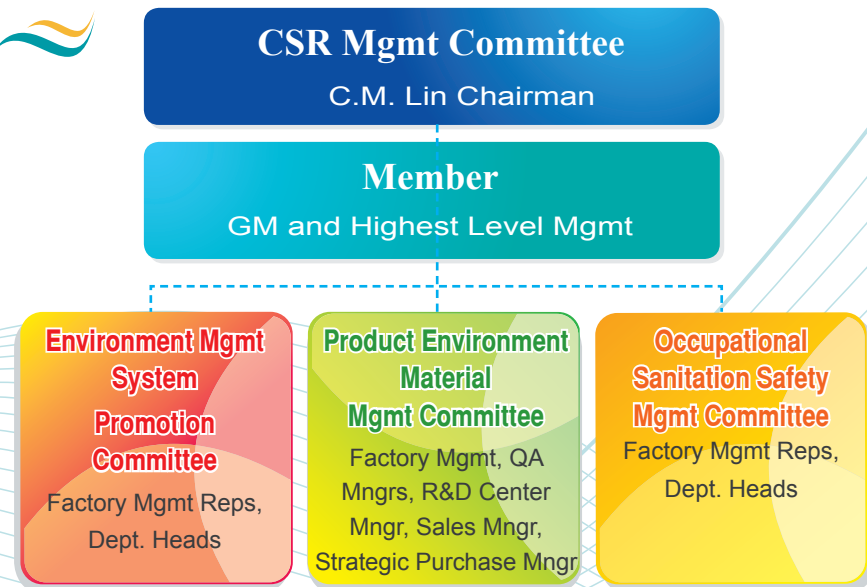 CSR Mgmt Committee
C.M. Lin Chairman
Member
GM and Highest Level Mgmt
Environment Mgmt
System
Promotion
Committee
Factory Mgmt Reps,
Dept. Heads
Product Environment
Material
Mgmt Committee
Factory Mgmt, QA
Mngrs, R&D Center
Mngr, Sales Mngr,
Strategic Purchase Mngr
Occupational
Sanitation Safety
Mgmt Committee
Factory Mgmt Reps,
Dept. Heads